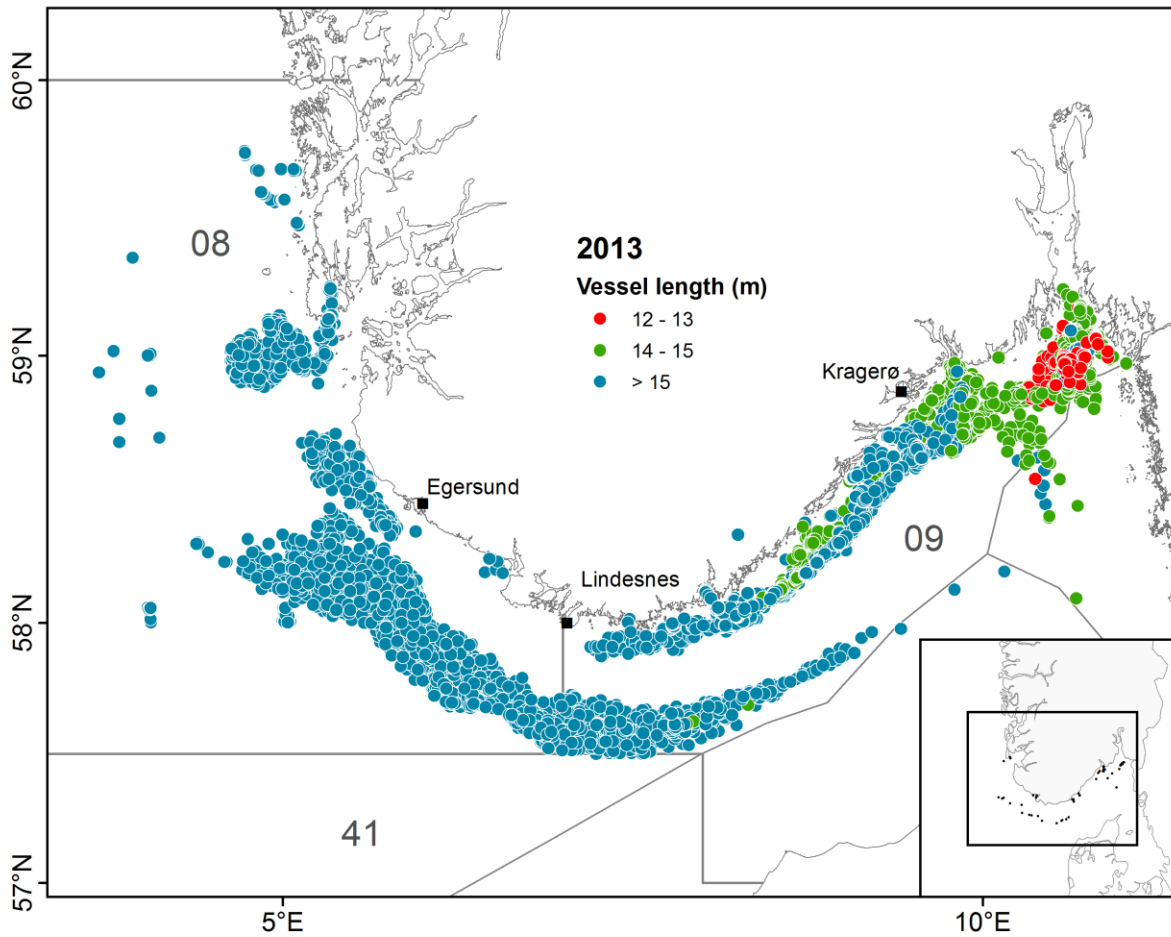 60°N
08
2013
Vessel length (m)
12 - 13
14 - 15
> 15
59°N
Kragerø
Egersund
09
Lindesnes
58°N
41
57°N
5°E
10°E